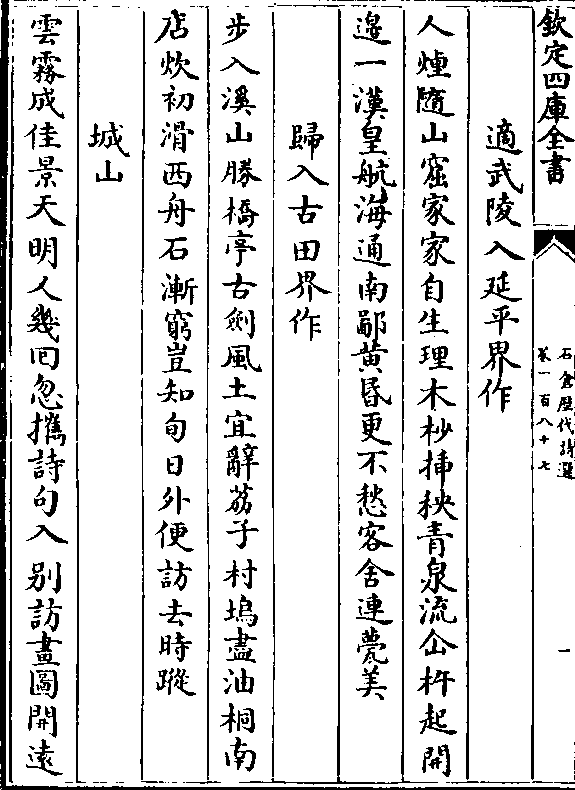 欽定四庫全書
石倉歷代詩選
卷一百八十七
一
適武陵入延平界作
人煙隨山窟家家自生理木杪挿秧青泉流仚杵起開
邉一漢皇航海通南鄙黄昬更不愁客舍連甍美
歸入古田界作
步入溪山勝橋亭古劍風土宜辭荔子村塢盡油桐南
店炊初滑西舟石漸窮豈知旬日外便訪去時蹤
城山
雲霧成佳景天明人幾回忽攜詩句入别訪畫圖開遠